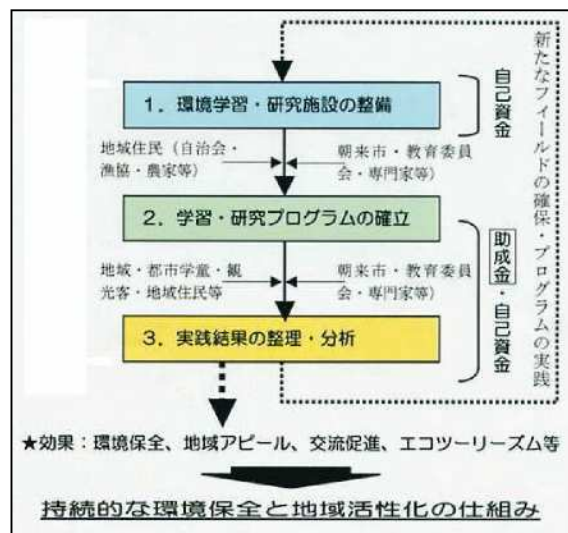 1．環境学習・研究施設の整備
地域住民（自治会・
漁協・農家等）
朝来市・教育委員
会・専門家等）
2．学習・研究プログラムの確立
地域・都市学童・観
光客・地域住民等
朝来市・教育委員
会・専門家等）
3．実践結果の整理・分析
自己資金
助成金・自己資金
新たなフィールドの確保・プログラムの実践
★効果：環境保全、地域アピール、交流促進、エコツーリーズム等
持続的な環境保全と地域活性化の仕組み